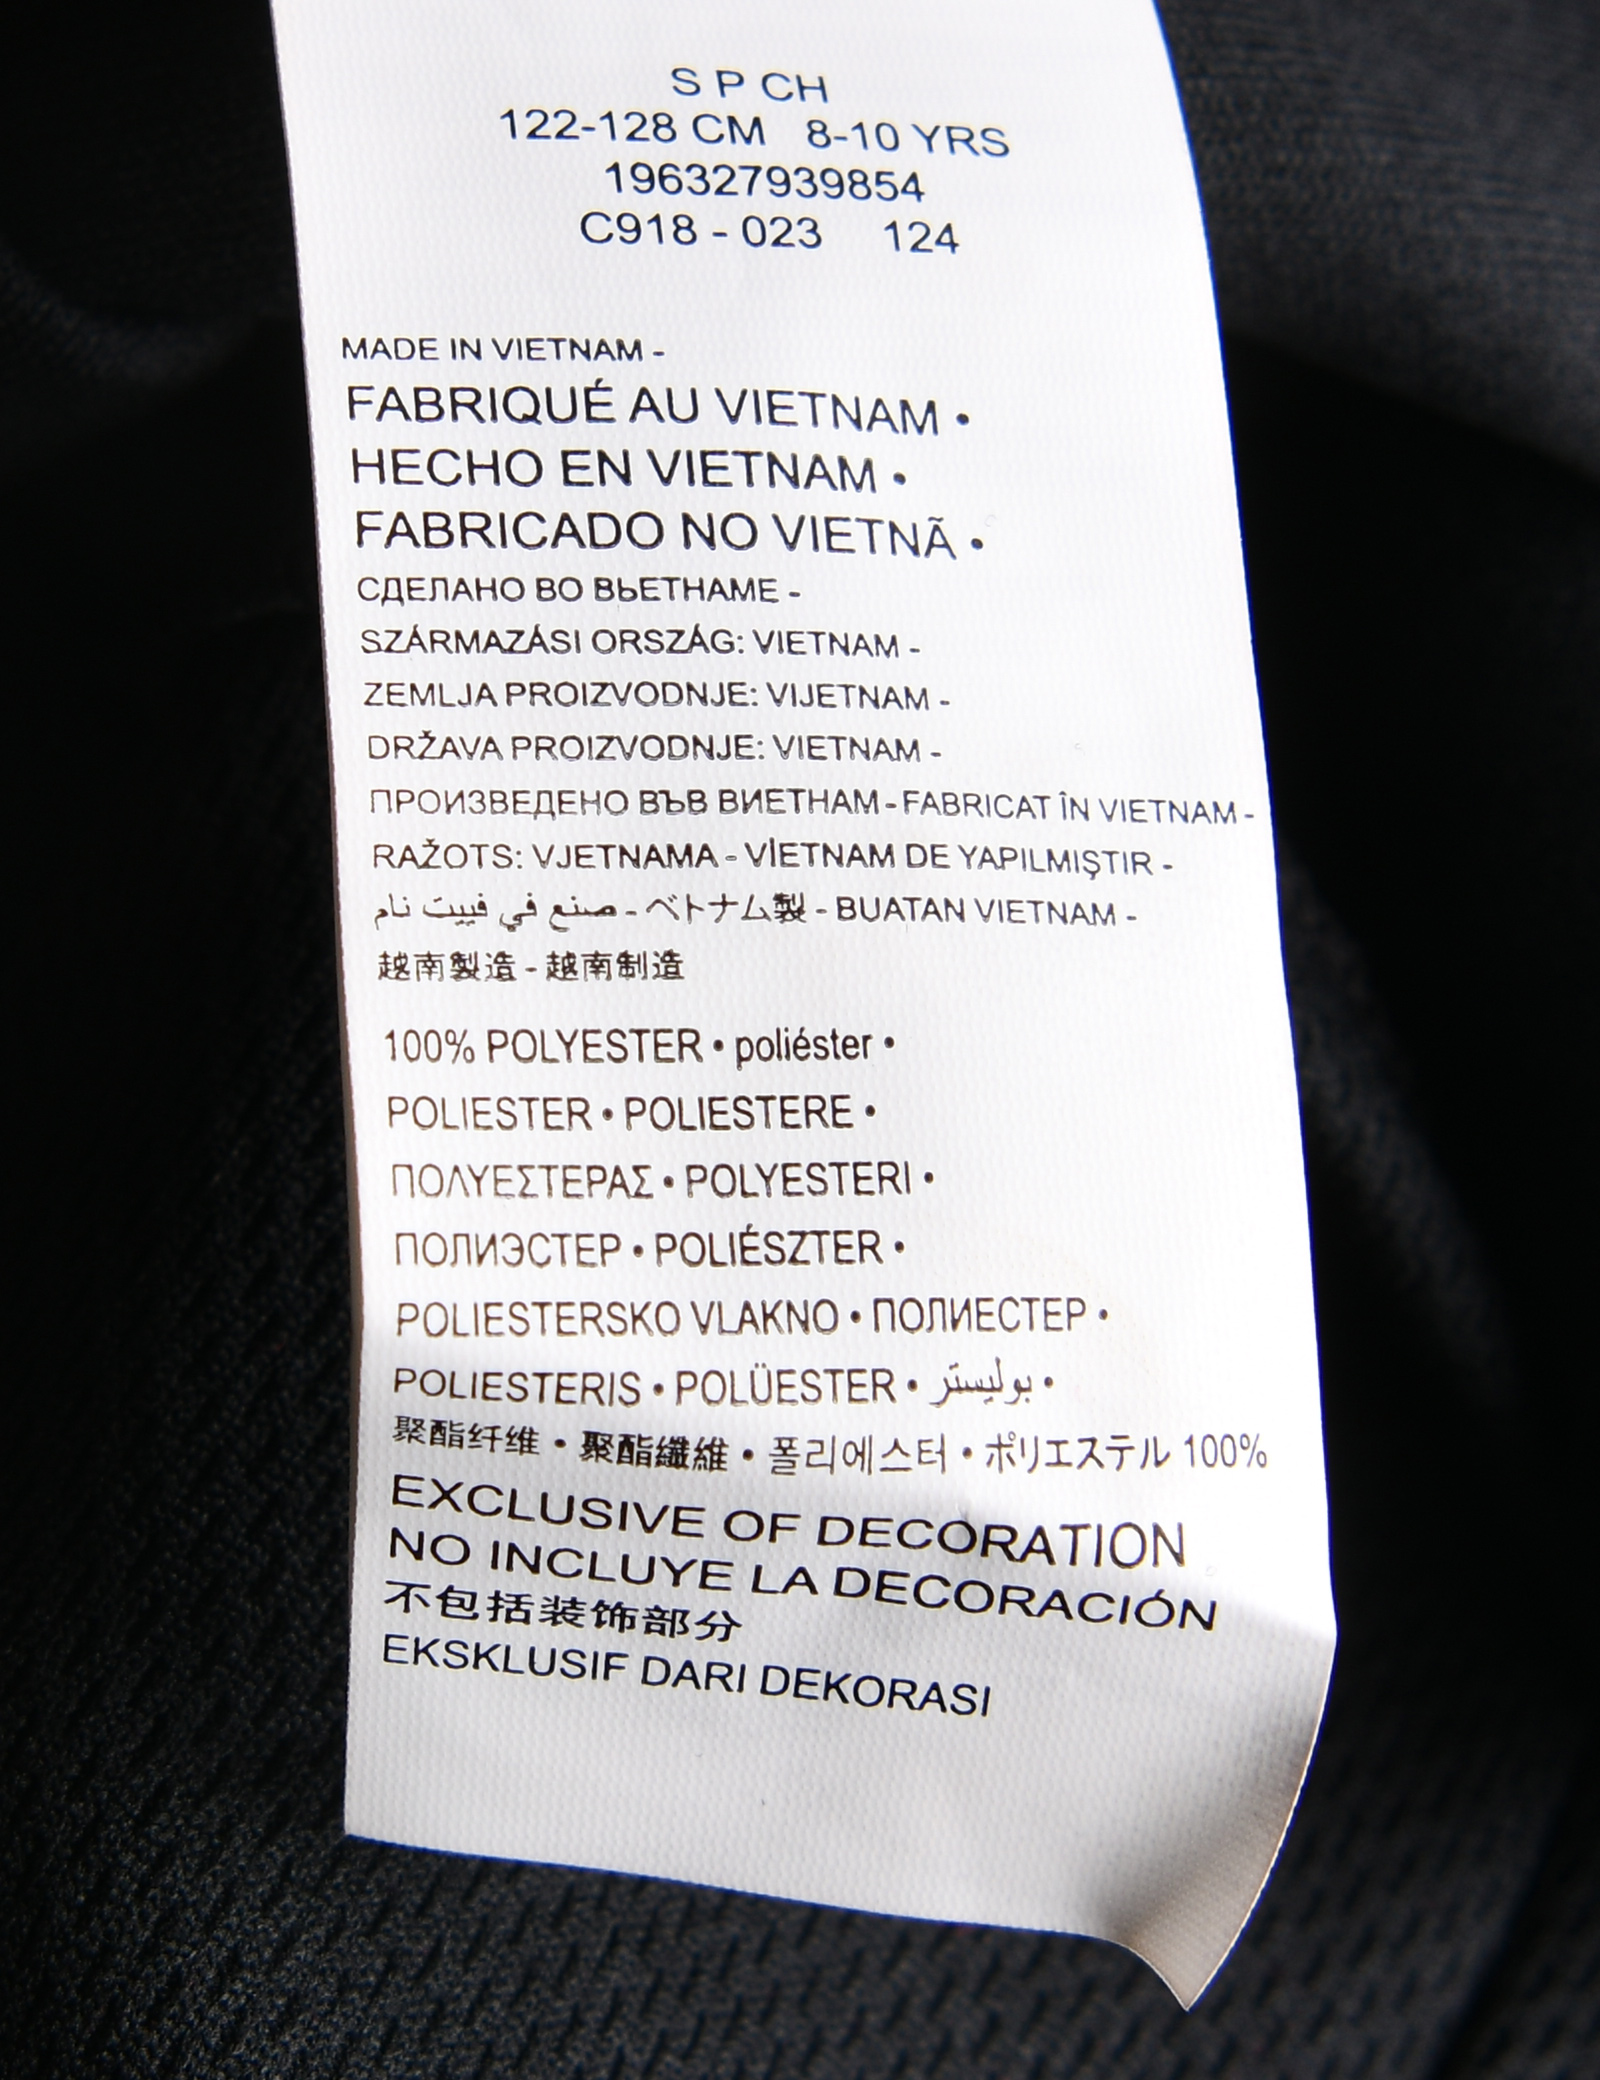 S P CH
122-128 CM 8-10 YRS
196327939854
C918 - 023 124
MADE IN VIETNAM -
FABRIQUÉ AU VIETNAM •
HECHO EN VIETNAM •
FABRICADO NO VIETNÃ •
СДЕЛАНО ВО ВЬЕТНАМЕ -
SZÁRMAZÁSI ORSZÁG: VIETNAM -
ZEMLJA PROIZVODNJE: VIJETNAM -
DRŽAVA PROIZVODNJE: VIETNAM -
ПРОИЗВЕДЕНО ВЪВ ВИЕТНАМ - FABRICAT ÎN VIETNAM -
RAŽOTS: VJETNAMA - VİETNAM DE YAPILMIŞTIR -
صنع في فييت نام - ベトナム製 - BUATAN VIETNAM -
越南製造 - 越南制造
100% POLYESTER • poliéster •
POLIESTER • POLIESTERE •
ΠΟΛΥΕΣΤΕΡΑΣ • POLYESTERI •
ПОЛИЭСТЕР • POLIÉSZTER •
POLIESTERSKO VLAKNO • ПОЛИЕСТЕР •
POLIESTERIS • POLÜESTER • بوليستر •
聚酯纤维 • 聚酯纖維 • 폴리에스터 • ポリエステル 100%
EXCLUSIVE OF DECORATION
NO INCLUYE LA DECORACIÓN
不包括装饰部分
EKSKLUSIF DARI DEKORASI